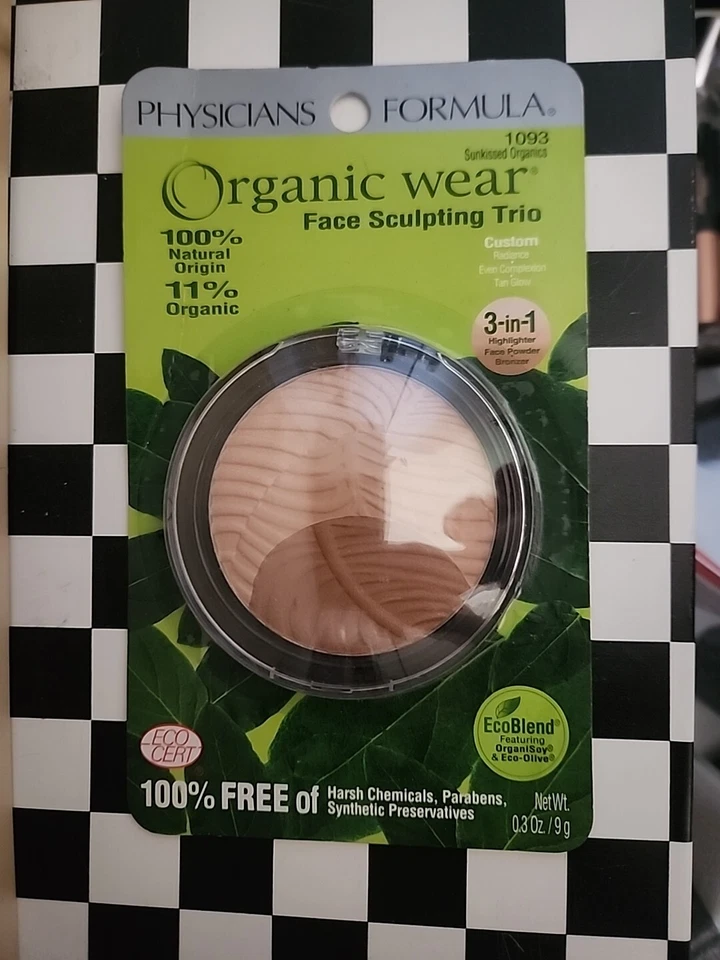 PHYSICIANS FORMULA®
1093
Sunkissed Organics
Organic wear®
Face Sculpting Trio
100%
Natural
Origin
11%
Organic
Custom
Radiance
Even Complexion
Tan Glow
3-in-1
Highlighter
Face Powder
Bronzer
EcoBlend®
Featuring
OrganiSoy®
& Eco-Olive®
ECO
CERT
100% FREE of Harsh Chemicals, Parabens,
Synthetic Preservatives
Net Wt.
0.3 Oz. / 9 g